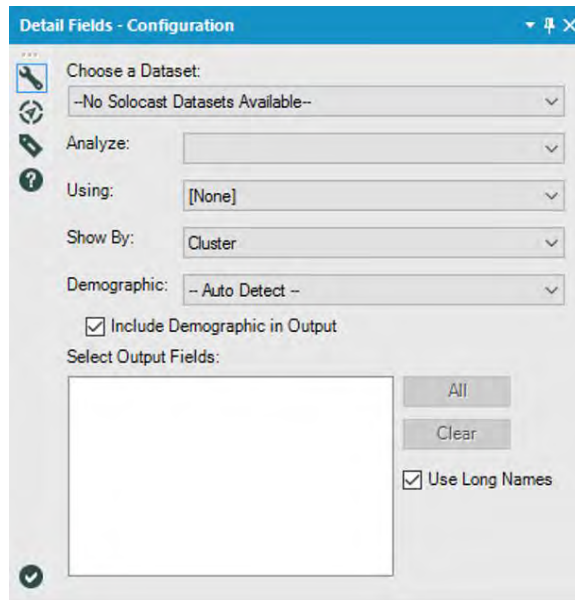 Detail Fields - Configuration
Choose a Dataset:
--No Solocast Datasets Available--
Analyze:
Using: [None]
Show By: Cluster
Demographic: -- Auto Detect --
Include Demographic in Output
Select Output Fields:
All
Clear
Use Long Names